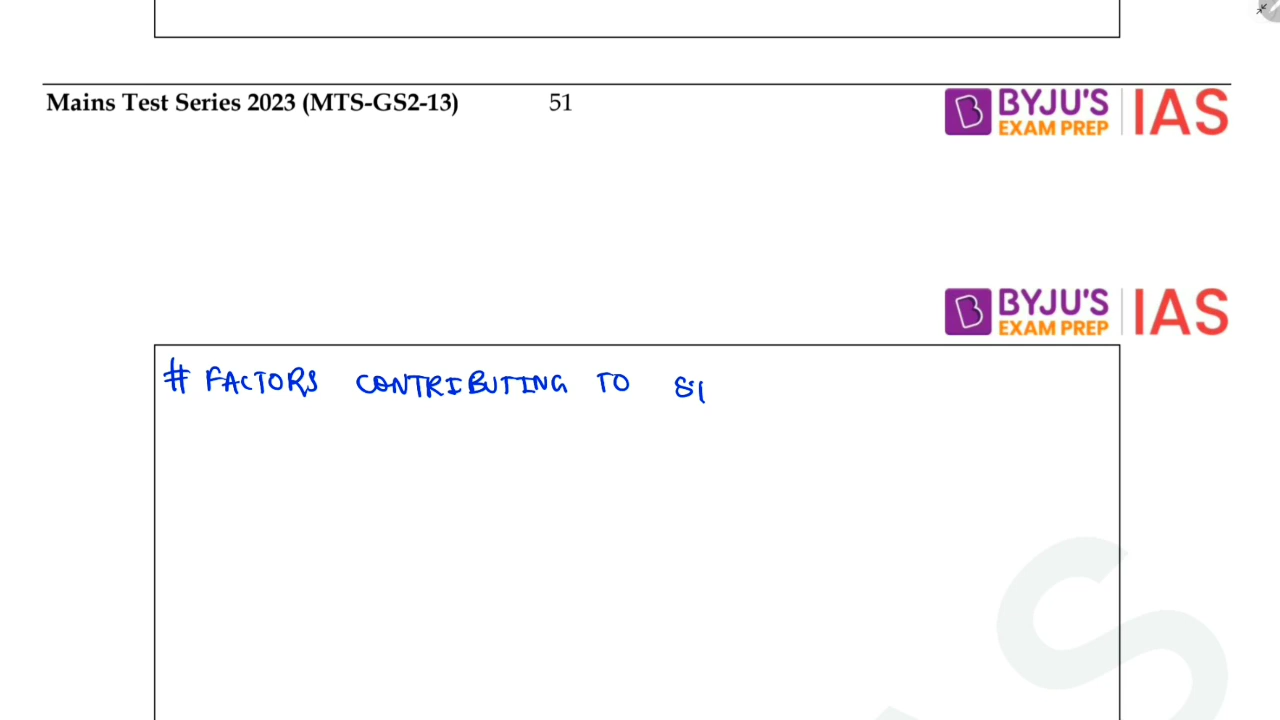 Mains Test Series 2023 (MTS-GS2-13) 51
BYJU'S EXAM PREP IAS
BYJU'S EXAM PREP IAS
# FACTORS CONTRIBUTING TO
S